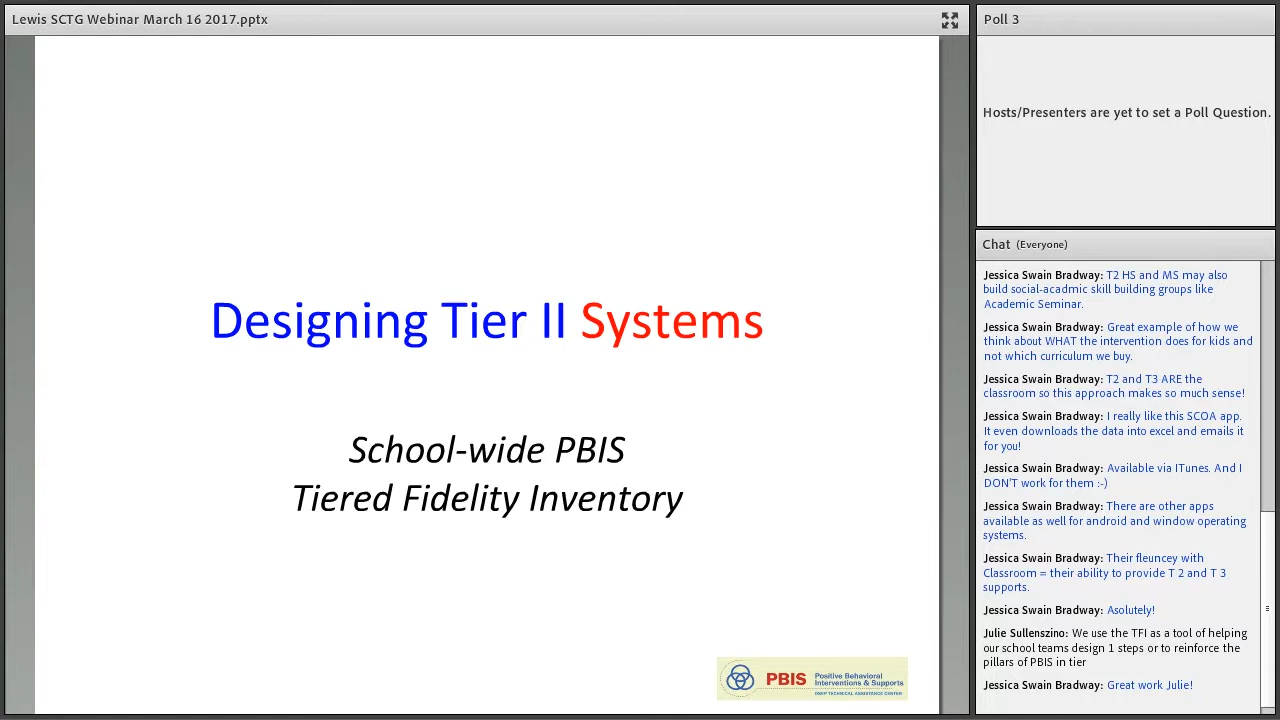 Lewis SCTG Webinar March 16 2017.pptx
Designing Tier II Systems
School-wide PBIS
Tiered Fidelity Inventory
PBIS
Positive Behavioral
Interventions & Supports
OSEP TECHNICAL ASSISTANCE CENTER
Poll 3
Hosts/Presenters are yet to set a Poll Question.
Chat (Everyone)
Jessica Swain Bradway: T2 HS and MS may also
build social-acadmic skill building groups like
Academic Seminar.
Jessica Swain Bradway: Great example of how we
think about WHAT the intervention does for kids and
not which curriculum we buy.
Jessica Swain Bradway: T2 and T3 ARE the
classroom so this approach makes so much sense!
Jessica Swain Bradway: I really like this SCOA app.
It even downloads the data into excel and emails it
for you!
Jessica Swain Bradway: Available via ITunes. And I
DON'T work for them :-)
Jessica Swain Bradway: There are other apps
available as well for android and window operating
systems.
Jessica Swain Bradway: Their fleuncey with
Classroom = their ability to provide T 2 and T 3
supports.
Jessica Swain Bradway: Asolutely!
Julie Sullenszino: We use the TFI as a tool of helping
our school teams design 1 steps or to reinforce the
pillars of PBIS in tier
Jessica Swain Bradway: Great work Julie!